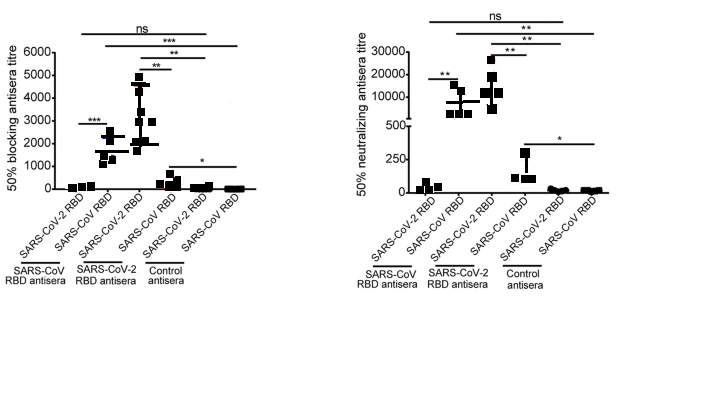 ns
***
**
**
***
*
50% blocking antisera titre
6000
5000
4000
3000
2000
1000
0
SARS-CoV-2 RBD
SARS-CoV RBD
SARS-CoV-2 RBD
SARS-CoV RBD
SARS-CoV-2 RBD
SARS-CoV RBD
SARS-CoV
RBD antisera
SARS-CoV-2
RBD antisera
Control
antisera
ns
**
**
**
**
*
50% neutralizing antisera titre
30000
20000
10000
500
250
0
SARS-CoV-2 RBD
SARS-CoV RBD
SARS-CoV-2 RBD
SARS-CoV RBD
SARS-CoV-2 RBD
SARS-CoV RBD
SARS-CoV
RBD antisera
SARS-CoV-2
RBD antisera
Control
antisera